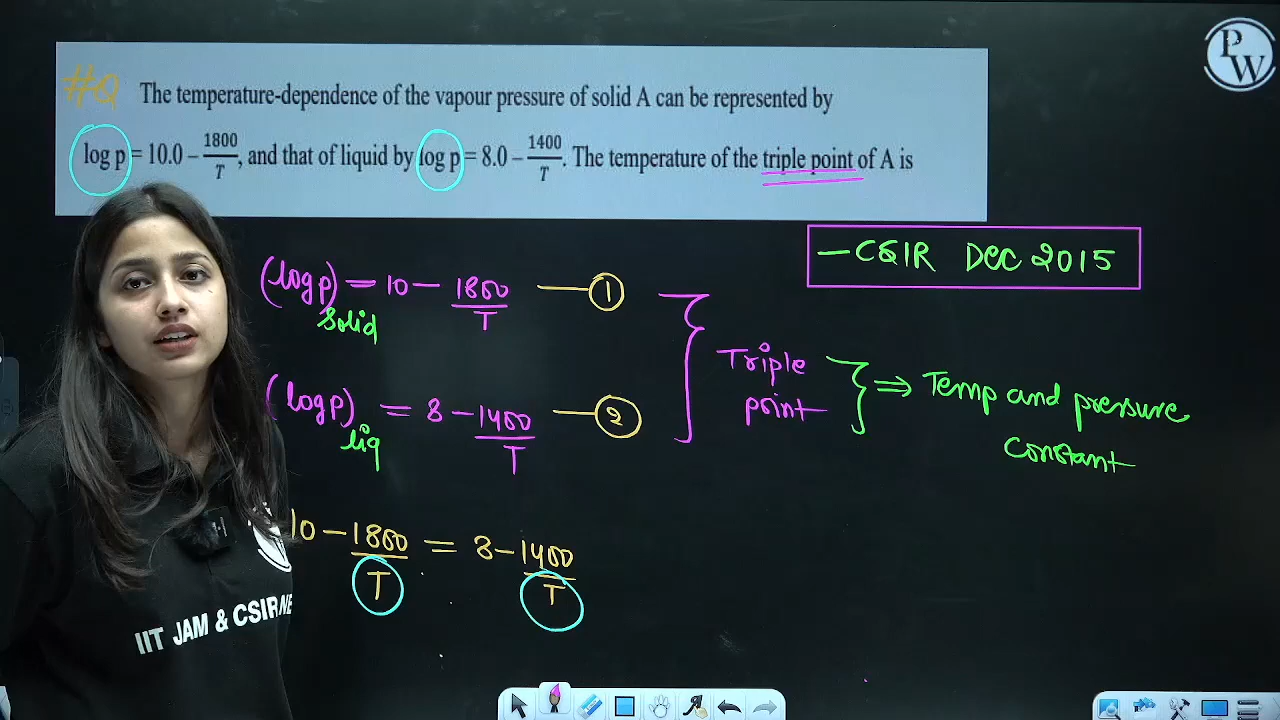 PW
#Q The temperature-dependence of the vapour pressure of solid A can be represented by
log p = 10.0 – 1800/T, and that of liquid by log p = 8.0 – 1400/T. The temperature of the triple point of A is
— CSIR DEC 2015
(log p)solid = 10 – 1800/T — 1
(log p)liq = 8 – 1400/T — 2
Triple point ⇒ Temp and pressure constant
10 – 1800/T = 8 – 1400/T
IIT JAM & CSIR NE